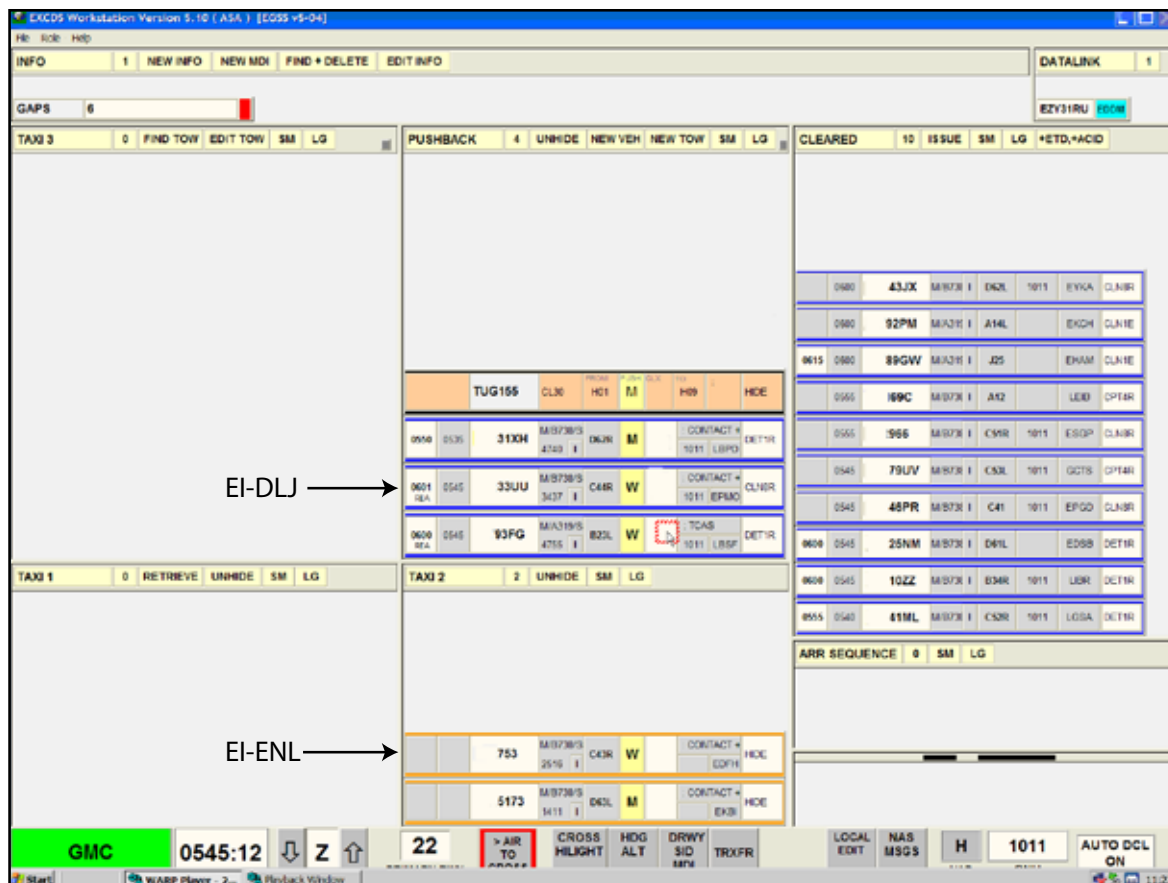 EXCDS Workstation Version 5.10 ( ASA ) [EGSS v5-04]
File Role Help
INFO 1 NEW INFO NEW MDI FIND + DELETE EDIT INFO
DATALINK 1
GAPS 6
EZY31RU EDDM
TAXI 3 0 FIND TOW EDIT TOW SM LG
PUSHBACK 4 UNHIDE NEW VEH NEW TOW SM LG
CLEARED 10 ISSUE SM LG +ETD,+ACID
0600 43JX I D62L 1011 EYKA CLN8R
0600 92PM I A14L EKCH CLN1E
0615 0600 89GW I J25 EHAM CLN1E
0555 I69C M/B738 I A12 LEIB CPT4R
0555 966 M/B738 I C51R 1011 ESGP CLN8R
0545 79UV M/B738 I C53L 1011 GCTS CPT4R
0545 46PR M/B738 I C41 1011 EPGD CLN8R
0600 0545 25NM M/B738 I D61L EDSB DET1R
0600 0545 10ZZ M/B738 I B34R 1011 LIBR DET1R
0555 0540 41ML M/B738 I C52R 1011 LGSA DET1R
TUG155 CL30 H01 M H09 HIDE
0550 0535 31XH M/B738/S 4740 I D62R M CONTACT + 1011 LBPD DET1R
EI-DLJ
0601 REA 0545 33UU M/B738/S 3437 I C44R W CONTACT + 1011 EPMO CLN8R
0600 REA 0545 93FG M/A319/S 4755 I B23L W TCAS 1011 LBSF DET1R
TAXI 1 0 RETRIEVE UNHIDE SM LG
TAXI 2 2 UNHIDE SM LG
ARR SEQUENCE 0 SM LG
EI-ENL
753 M/B738/S 2516 I C43R W CONTACT + EDFH HIDE
5173 M/B738/S 1411 I D63L M CONTACT + EKBI HIDE
GMC 0545:12 Z 22
> AIR TO CROSS
CROSS HILIGHT
HDG ALT
DRWY SID MDI
TRXFR
LOCAL EDIT
NAS MSGS
H 1011
AUTO DCL ON
Start WARP Player - 2... Playback Window